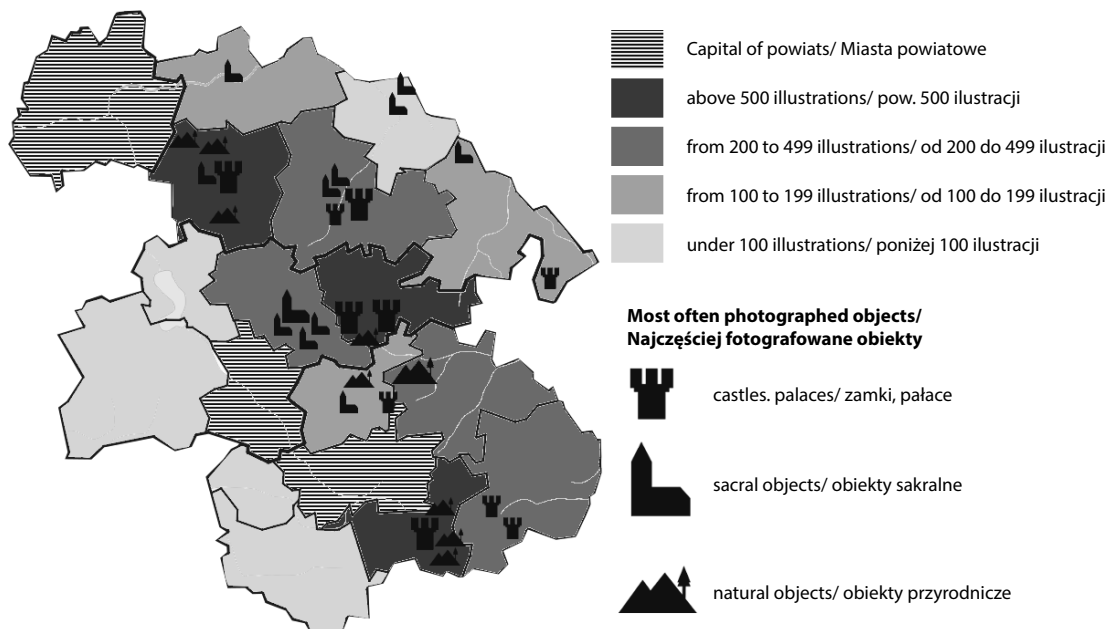 Capital of powiats/ Miasta powiatowe
above 500 illustrations/ pow. 500 ilustracji
from 200 to 499 illustrations/ od 200 do 499 ilustracji
from 100 to 199 illustrations/ od 100 do 199 ilustracji
under 100 illustrations/ poniżej 100 ilustracji
Most often photographed objects/
Najczęściej fotografowane obiekty
castles. palaces/ zamki, pałace
sacral objects/ obiekty sakralne
natural objects/ obiekty przyrodnicze